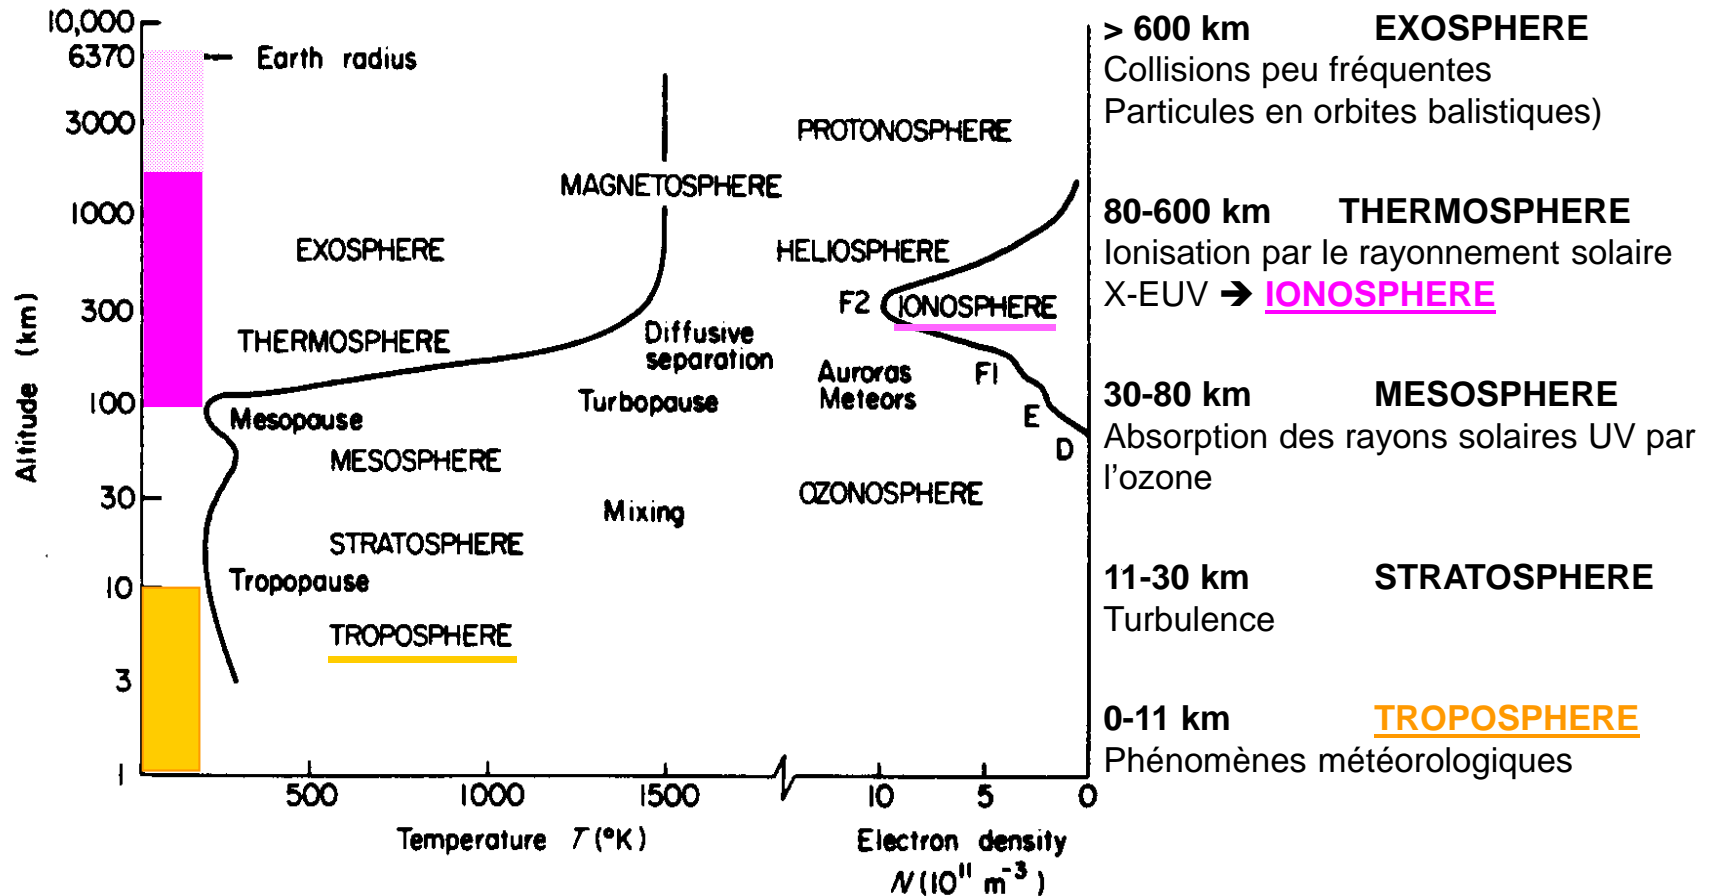 10,000
6370
Earth radius
3000
PROTONOSPHERE
MAGNETOSPHERE
1000
EXOSPHERE
HELIOSPHERE
300
F2
IONOSPHERE
THERMOSPHERE
Diffusive
separation
Auroras
Meteors
F1
100
Mesopause
Turbopause
E
D
MESOSPHERE
30
OZONOSPHERE
Mixing
STRATOSPHERE
10
Tropopause
TROPOSPHERE
3
1
Altitude (km)
500
1000
1500
10
5
0
Temperature T (°K)
Electron density
N (10¹¹ m⁻³)
> 600 km EXOSPHERE
Collisions peu fréquentes
Particules en orbites balistiques)
80-600 km THERMOSPHERE
Ionisation par le rayonnement solaire
X-EUV ➔ IONOSPHERE
30-80 km MESOSPHERE
Absorption des rayons solaires UV par
l'ozone
11-30 km STRATOSPHERE
Turbulence
0-11 km TROPOSPHERE
Phénomènes météorologiques